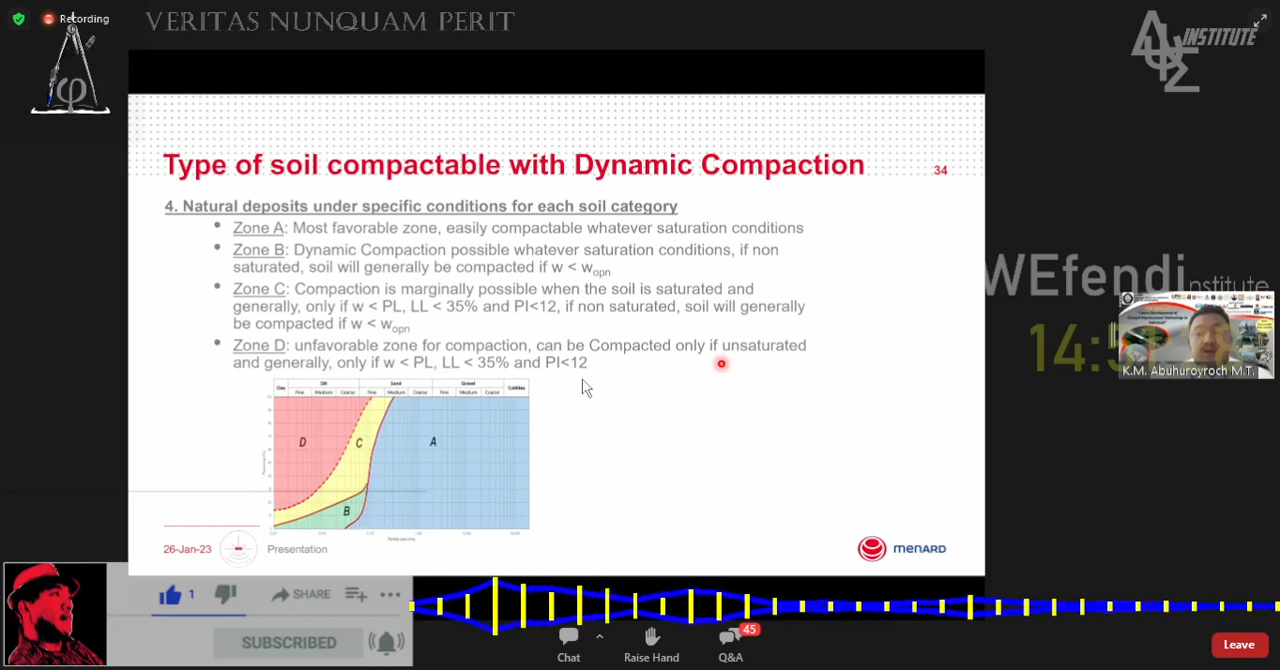 Recording
VERITAS NUNQUAM PERIT
INSTITUTE
Type of soil compactable with Dynamic Compaction
34
4. Natural deposits under specific conditions for each soil category
• Zone A: Most favorable zone, easily compactable whatever saturation conditions
• Zone B: Dynamic Compaction possible whatever saturation conditions, if non
saturated, soil will generally be compacted if w < wopn
• Zone C: Compaction is marginally possible when the soil is saturated and
generally, only if w < PL, LL < 35% and PI<12, if non saturated, soil will generally
be compacted if w < wopn
• Zone D: unfavorable zone for compaction, can be Compacted only if unsaturated
and generally, only if w < PL, LL < 35% and PI<12
Clay Silt Sand Gravel Cobbles
Fine Medium Coarse Fine Medium Coarse Fine Medium Coarse
D
C
A
B
26-Jan-23
Presentation
MENARD
WEfendi
nstitute
14:5
K.M. Abuhuroyroch M.T.
1
SHARE
SUBSCRIBED
Chat
Raise Hand
Q&A
45
Leave